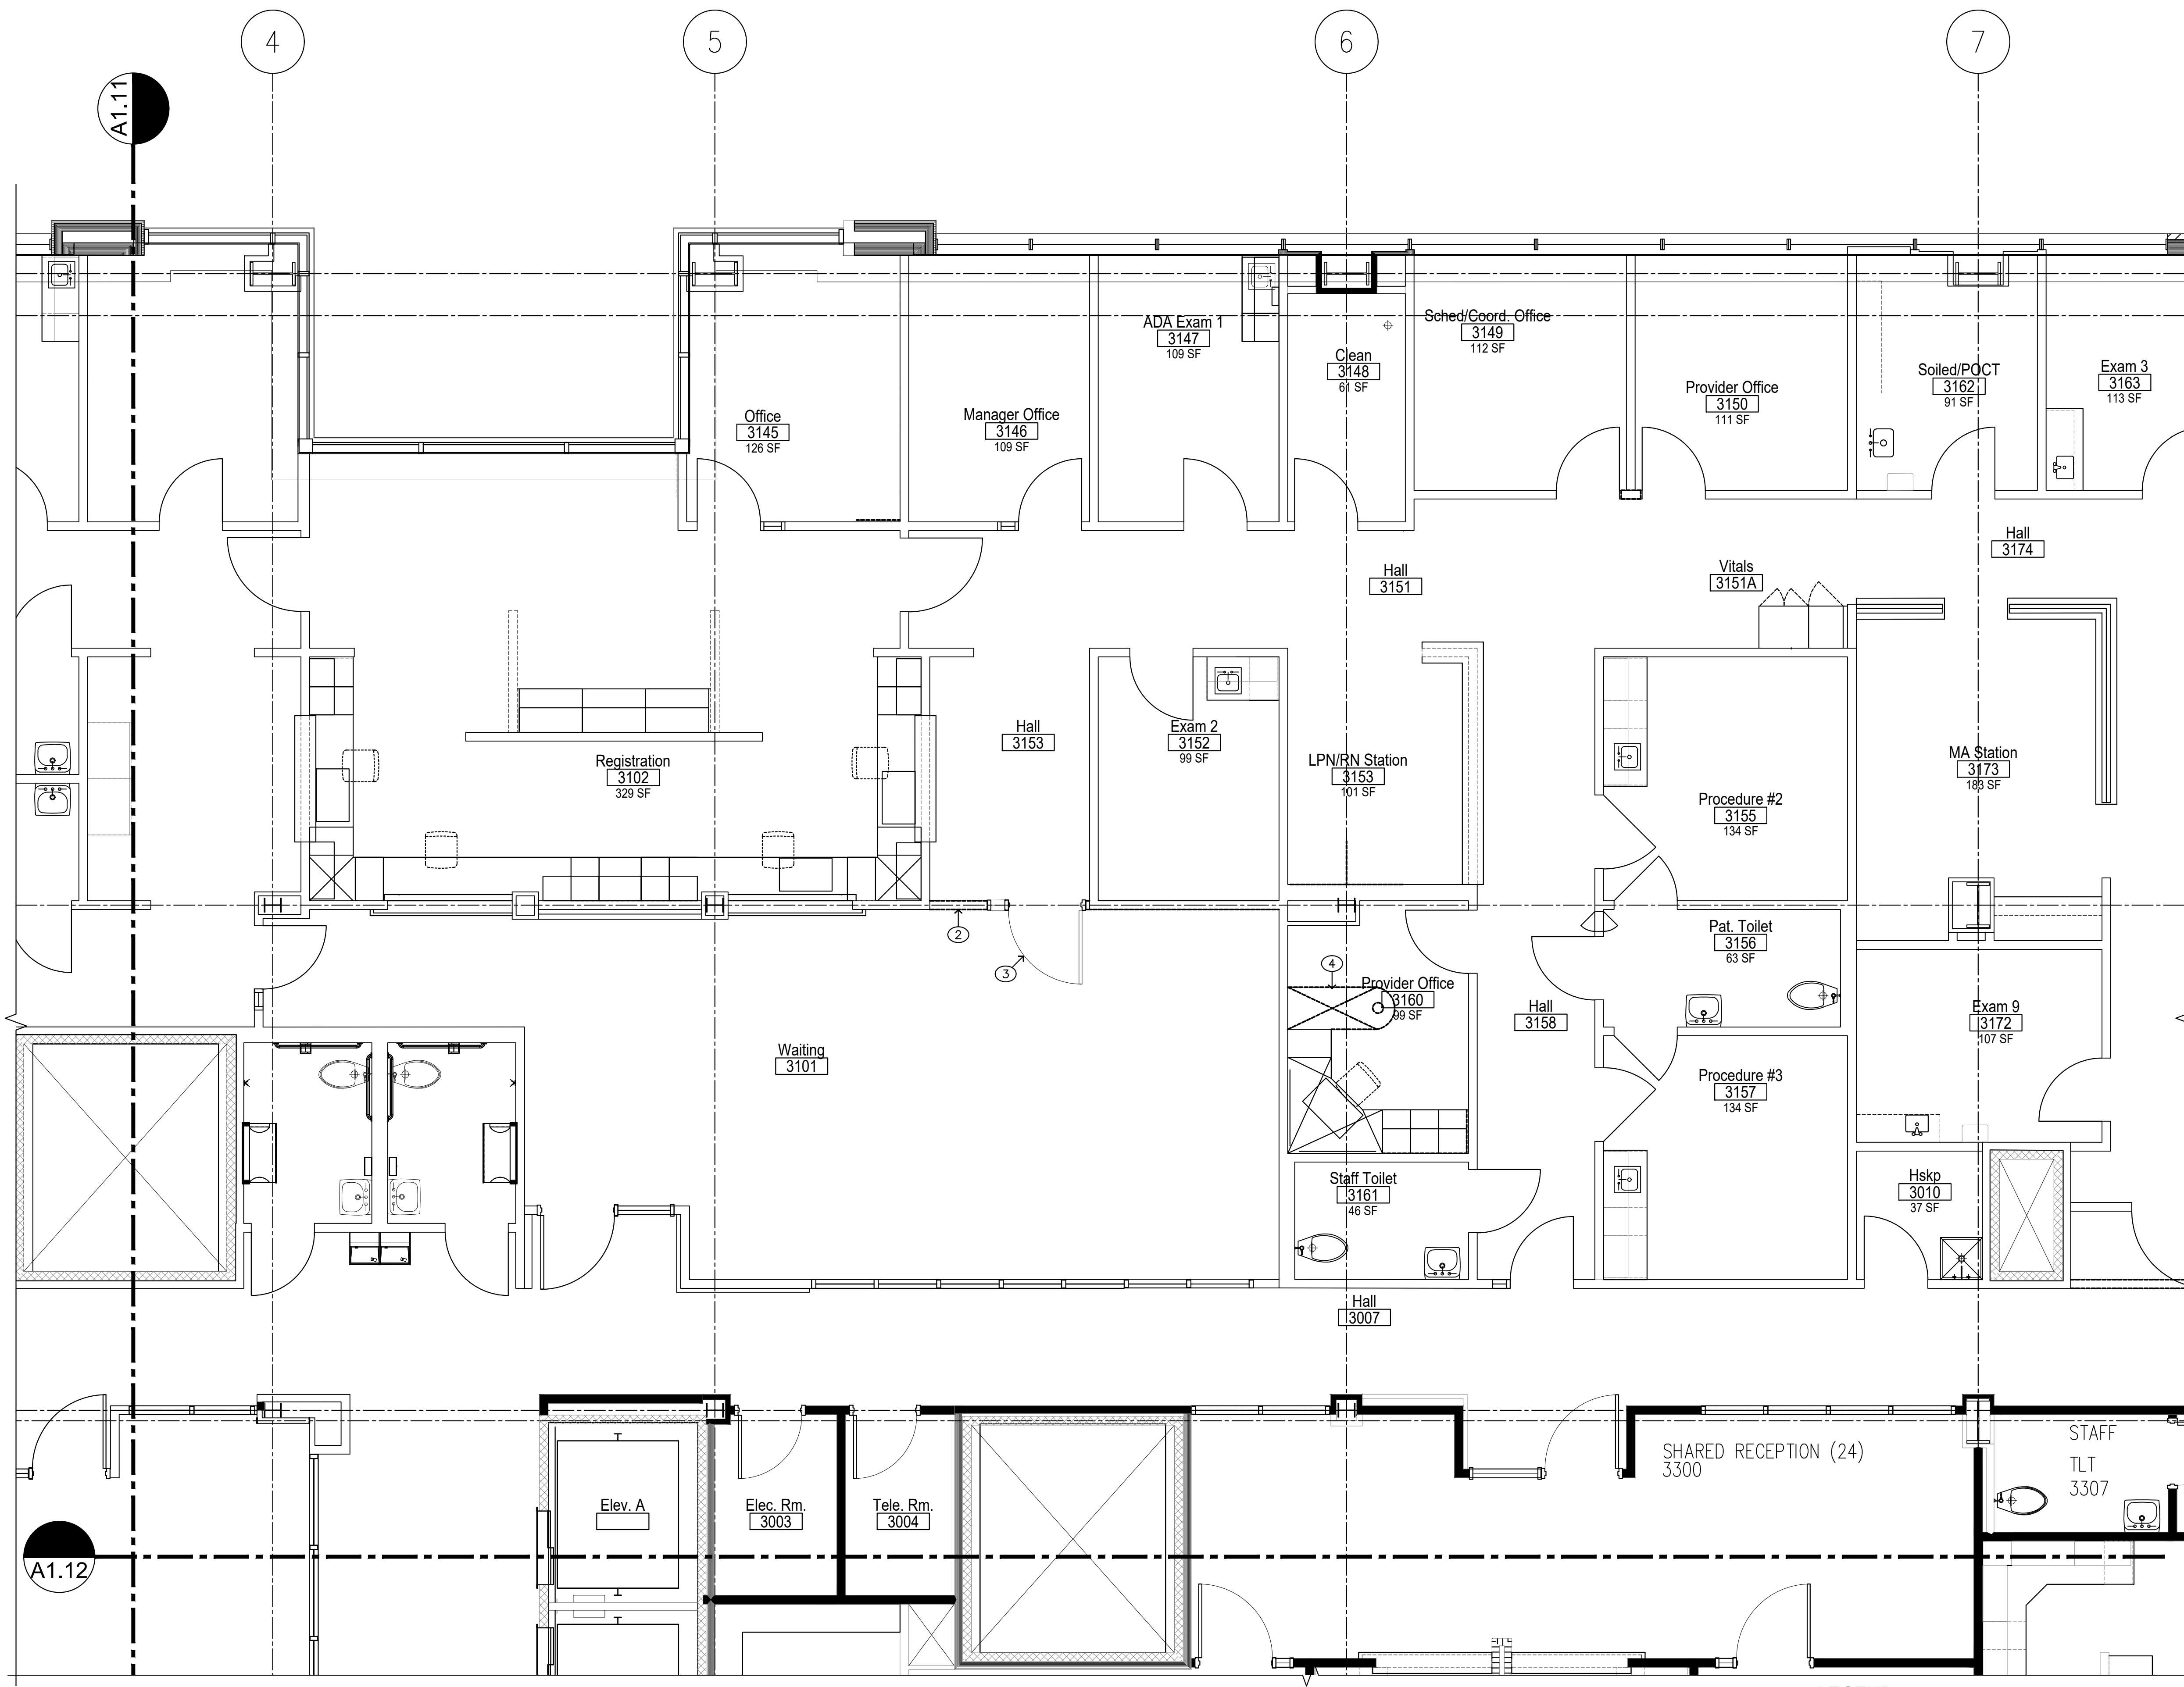 4
5
6
7
A1.11
ADA Exam 1
3147
109 SF
Sched/Coord. Office
3149
112 SF
Clean
3148
61 SF
Soiled/POCT
3162
91 SF
Exam 3
3163
113 SF
Provider Office
3150
111 SF
Office
3145
126 SF
Manager Office
3146
109 SF
Hall
3174
Hall
3151
Vitals
3151A
Hall
3153
Exam 2
3152
99 SF
Registration
3102
329 SF
LPN/RN Station
3153
101 SF
MA Station
3173
183 SF
Procedure #2
3155
134 SF
2
3
4
Pat. Toilet
3156
63 SF
Provider Office
3160
99 SF
Hall
3158
Exam 9
3172
107 SF
Waiting
3101
Procedure #3
3157
134 SF
Staff Toilet
3161
46 SF
Hskp
3010
37 SF
Hall
3007
SHARED RECEPTION (24)
3300
STAFF
TLT
3307
Elev. A
Elec. Rm.
3003
Tele. Rm.
3004
A1.12